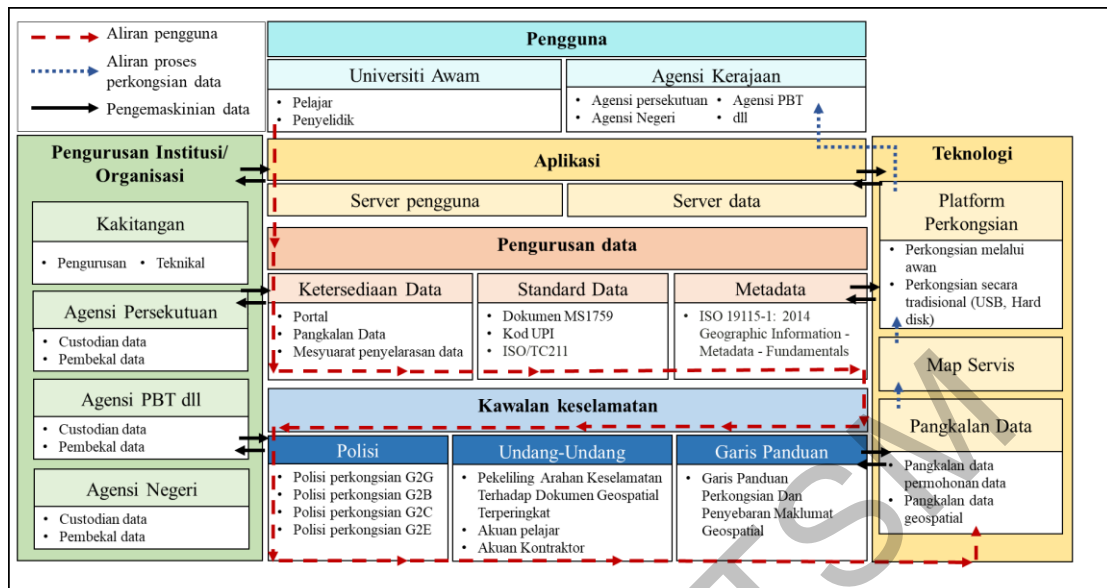 Aliran pengguna
Aliran proses
perkongsian data
Pengemaskinian data
Pengguna
Universiti Awam
• Pelajar
• Penyelidik
Agensi Kerajaan
• Agensi persekutuan • Agensi PBT
• Agensi Negeri • dll
Pengurusan Institusi/
Organisasi
Kakitangan
• Pengurusan • Teknikal
Agensi Persekutuan
• Custodian data
• Pembekal data
Agensi PBT dll
• Custodian data
• Pembekal data
Agensi Negeri
• Custodian data
• Pembekal data
Aplikasi
Server pengguna
Server data
Pengurusan data
Ketersediaan Data
• Portal
• Pangkalan Data
• Mesyuarat penyelarasan data
Standard Data
• Dokumen MS1759
• Kod UPI
• ISO/TC211
Metadata
• ISO 19115-1: 2014
Geographic Information -
Metadata - Fundamentals
Kawalan keselamatan
Polisi
• Polisi perkongsian G2G
• Polisi perkongsian G2B
• Polisi perkongsian G2C
• Polisi perkongsian G2E
Undang-Undang
• Pekeliling Arahan Keselamatan
Terhadap Dokumen Geospatial
Terperingkat
• Akuan pelajar
• Akuan Kontraktor
Garis Panduan
• Garis Panduan
Perkongsian Dan
Penyebaran Maklumat
Geospatial
Teknologi
Platform
Perkongsian
• Perkongsian melalui
awan
• Perkongsian secara
tradisional (USB, Hard
disk)
Map Servis
Pangkalan Data
• Pangkalan data
permohonan data
• Pangkalan data
geospatial
TSM